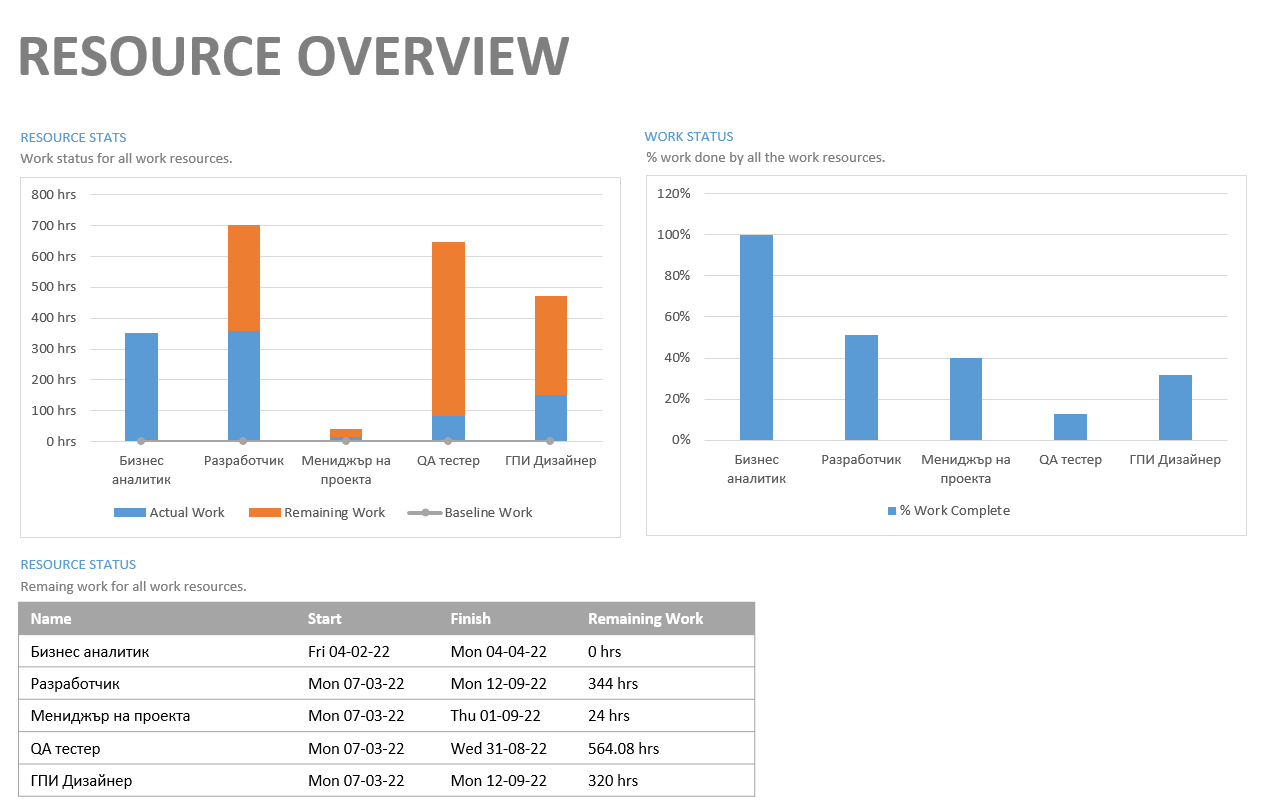 RESOURCE OVERVIEW
RESOURCE STATS
Work status for all work resources.
800 hrs
700 hrs
600 hrs
500 hrs
400 hrs
300 hrs
200 hrs
100 hrs
0 hrs
Бизнес аналитик
Разработчик
Мениджър на проекта
QA тестер
ГПИ Дизайнер
Actual Work
Remaining Work
Baseline Work
WORK STATUS
% work done by all the work resources.
120%
100%
80%
60%
40%
20%
0%
Бизнес аналитик
Разработчик
Мениджър на проекта
QA тестер
ГПИ Дизайнер
% Work Complete
RESOURCE STATUS
Remaing work for all work resources.
Name Start Finish Remaining Work
Бизнес аналитик Fri 04-02-22 Mon 04-04-22 0 hrs
Разработчик Mon 07-03-22 Mon 12-09-22 344 hrs
Мениджър на проекта Mon 07-03-22 Thu 01-09-22 24 hrs
QA тестер Mon 07-03-22 Wed 31-08-22 564.08 hrs
ГПИ Дизайнер Mon 07-03-22 Mon 12-09-22 320 hrs